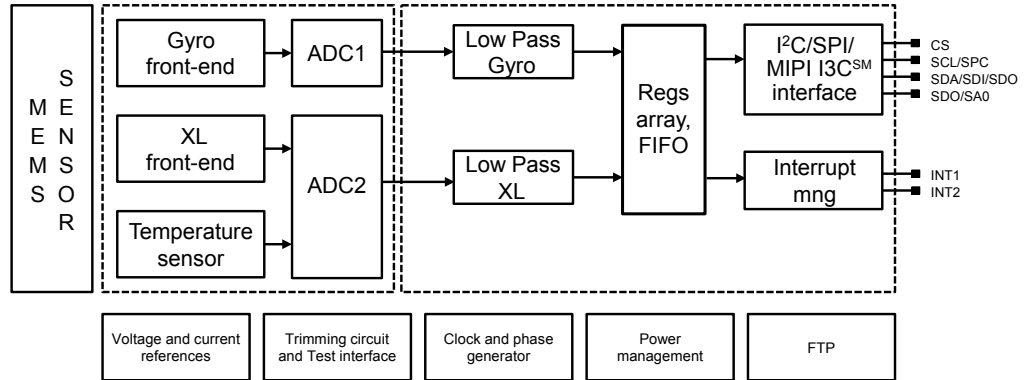 MEMS
SENSOR
Gyro
front-end
ADC1
XL
front-end
ADC2
Temperature
sensor
Low Pass
Gyro
Low Pass
XL
Regs
array,
FIFO
I²C/SPI/
MIPI I3C℠
interface
Interrupt
mng
CS
SCL/SPC
SDA/SDI/SDO
SDO/SA0
INT1
INT2
Voltage and current
references
Trimming circuit
and Test interface
Clock and phase
generator
Power
management
FTP